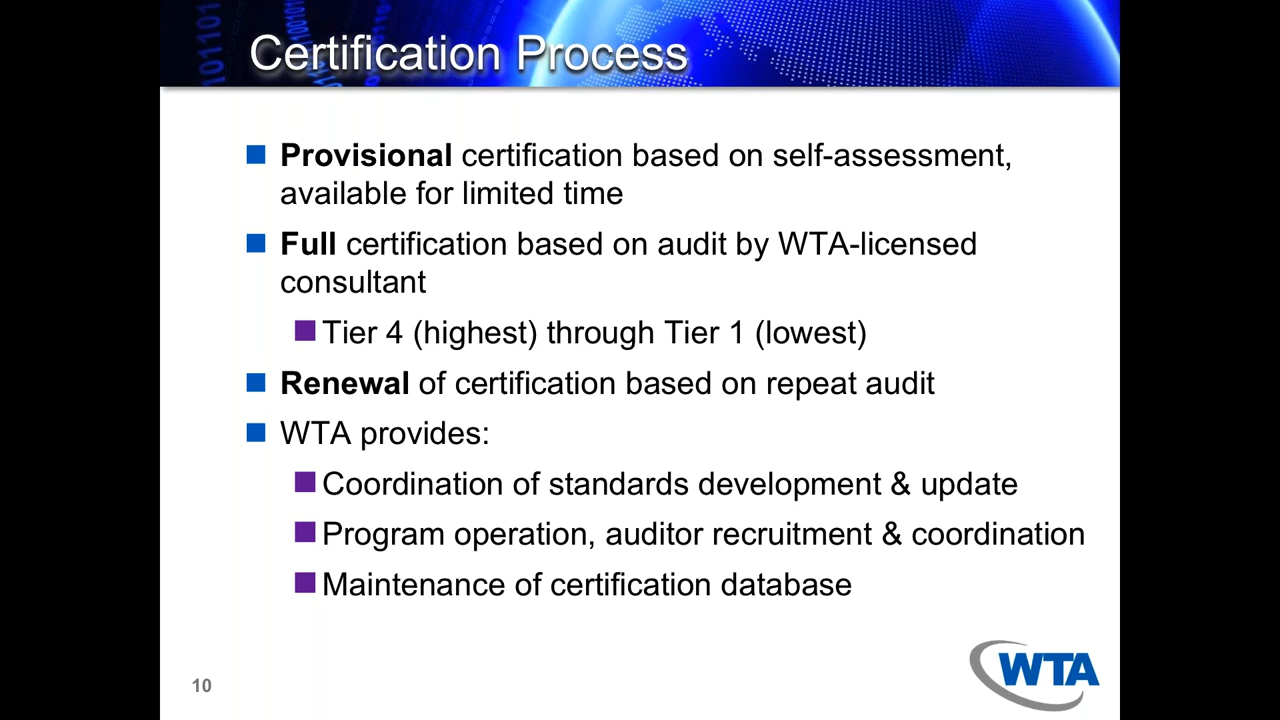 Certification Process
Provisional certification based on self-assessment,
available for limited time
Full certification based on audit by WTA-licensed
consultant
Tier 4 (highest) through Tier 1 (lowest)
Renewal of certification based on repeat audit
WTA provides:
Coordination of standards development & update
Program operation, auditor recruitment & coordination
Maintenance of certification database
10
WTA